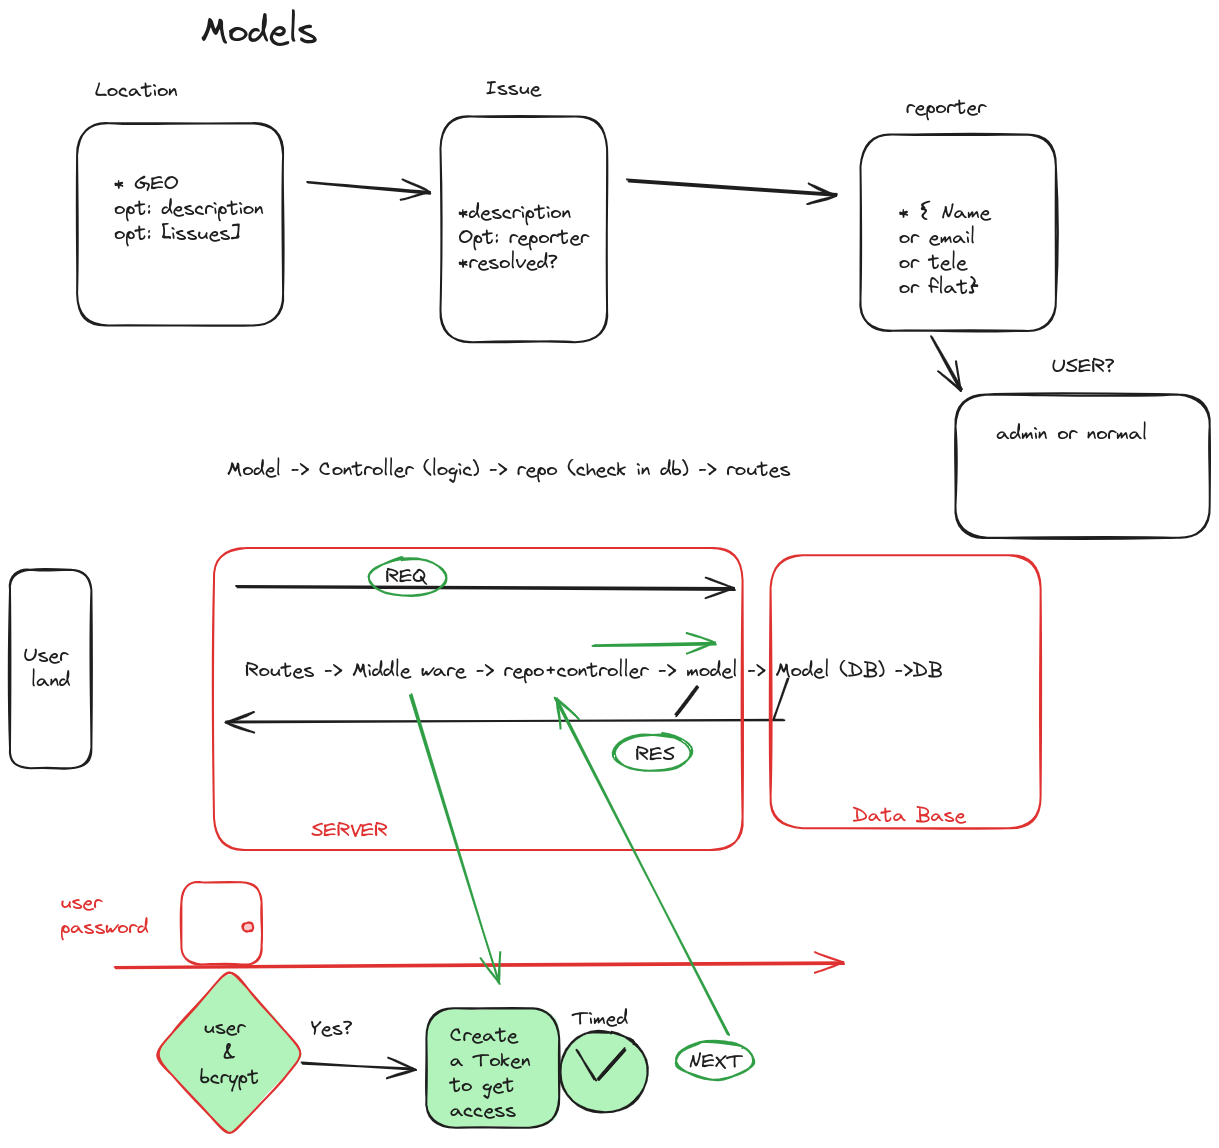 Models
Location
* GEO
opt: description
opt: [issues]
Issue
*description
Opt: reporter
*resolved?
reporter
* { Name
or email
or tele
or flat}
USER?
admin or normal
Model -> Controller (logic) -> repo (check in db) -> routes
User
land
REQ
Routes -> Middle ware -> repo+controller -> model -> Model (DB) ->DB
RES
SERVER
Data Base
user
password
user
&
bcrypt
Yes?
Create
a Token
to get
access
Timed
NEXT